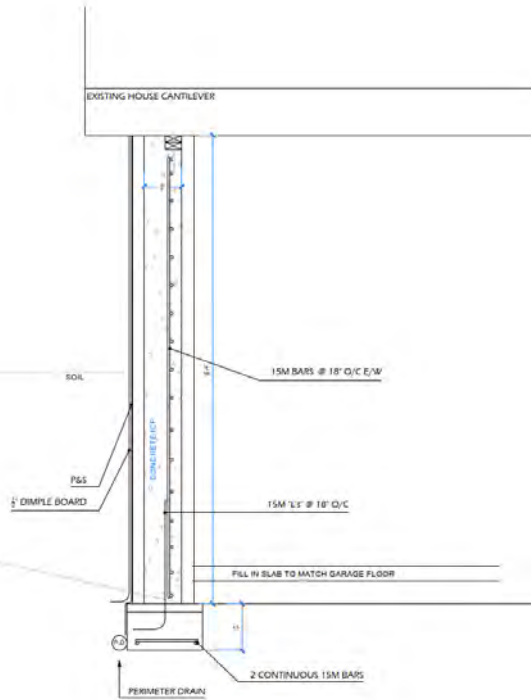 EXISTING HOUSE CANTILEVER
15M BARS @ 18" O/C E/W
SOIL
CONCRETE ICF
P&S
½" DIMPLE BOARD
15M "L's" @ 18" O/C
FILL IN SLAB TO MATCH GARAGE FLOOR
P.D
2 CONTINUOUS 15M BARS
PERIMETER DRAIN